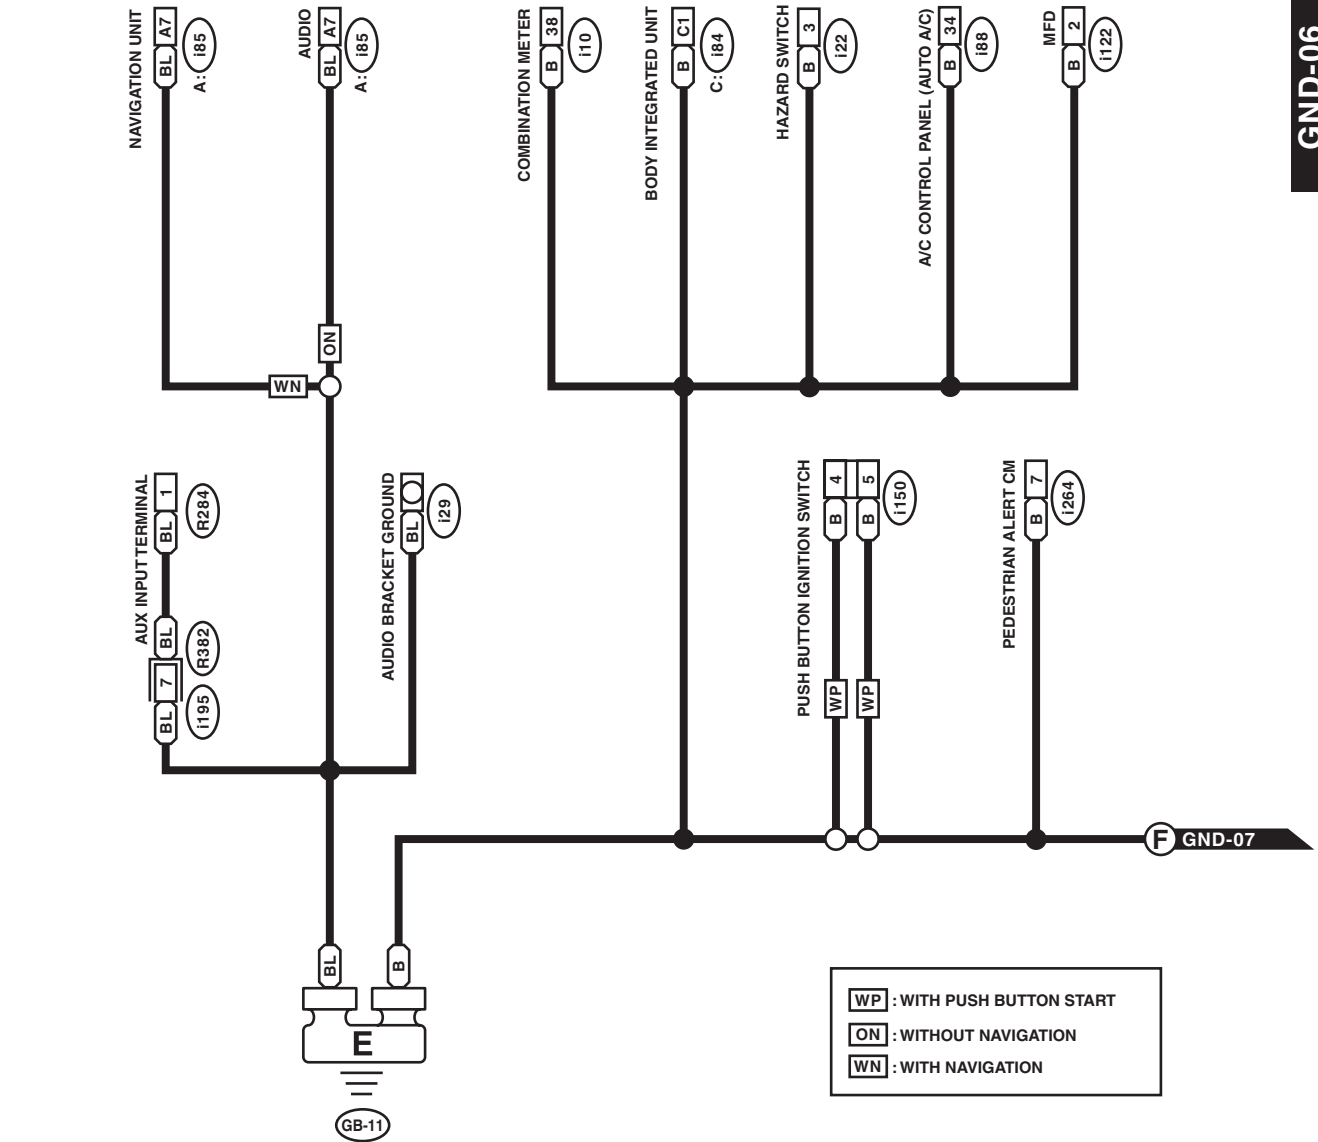 GND-06
NAVIGATION UNIT
A7
BL
i85
A:
AUDIO
A7
BL
i85
A:
COMBINATION METER
38
B
i10
BODY INTEGRATED UNIT
C1
B
i84
C:
HAZARD SWITCH
3
B
i22
A/C CONTROL PANEL (AUTO A/C)
34
B
i88
MFD
2
B
i122
ON
WN
AUX INPUT TERMINAL
1
BL
R284
BL
R382
7
BL
i195
AUDIO BRACKET GROUND
BL
i29
PUSH BUTTON IGNITION SWITCH
4
5
B
B
i150
WP
WP
PEDESTRIAN ALERT CM
7
B
i264
F GND-07
BL
B
E
GB-11
WP : WITH PUSH BUTTON START
ON : WITHOUT NAVIGATION
WN : WITH NAVIGATION